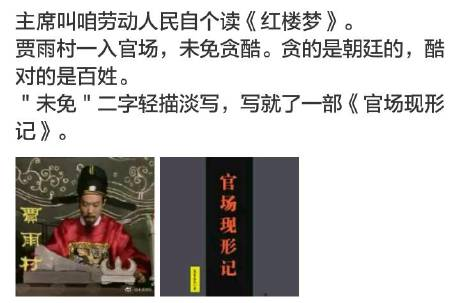 主席叫咱劳动人民自个读《红楼梦》。
贾雨村一入官场，未免贪酷。贪的是朝廷的，酷
对的是百姓。
＂未免＂二字轻描淡写，写就了一部《官场现形
记》。
贾雨村
官场现形记